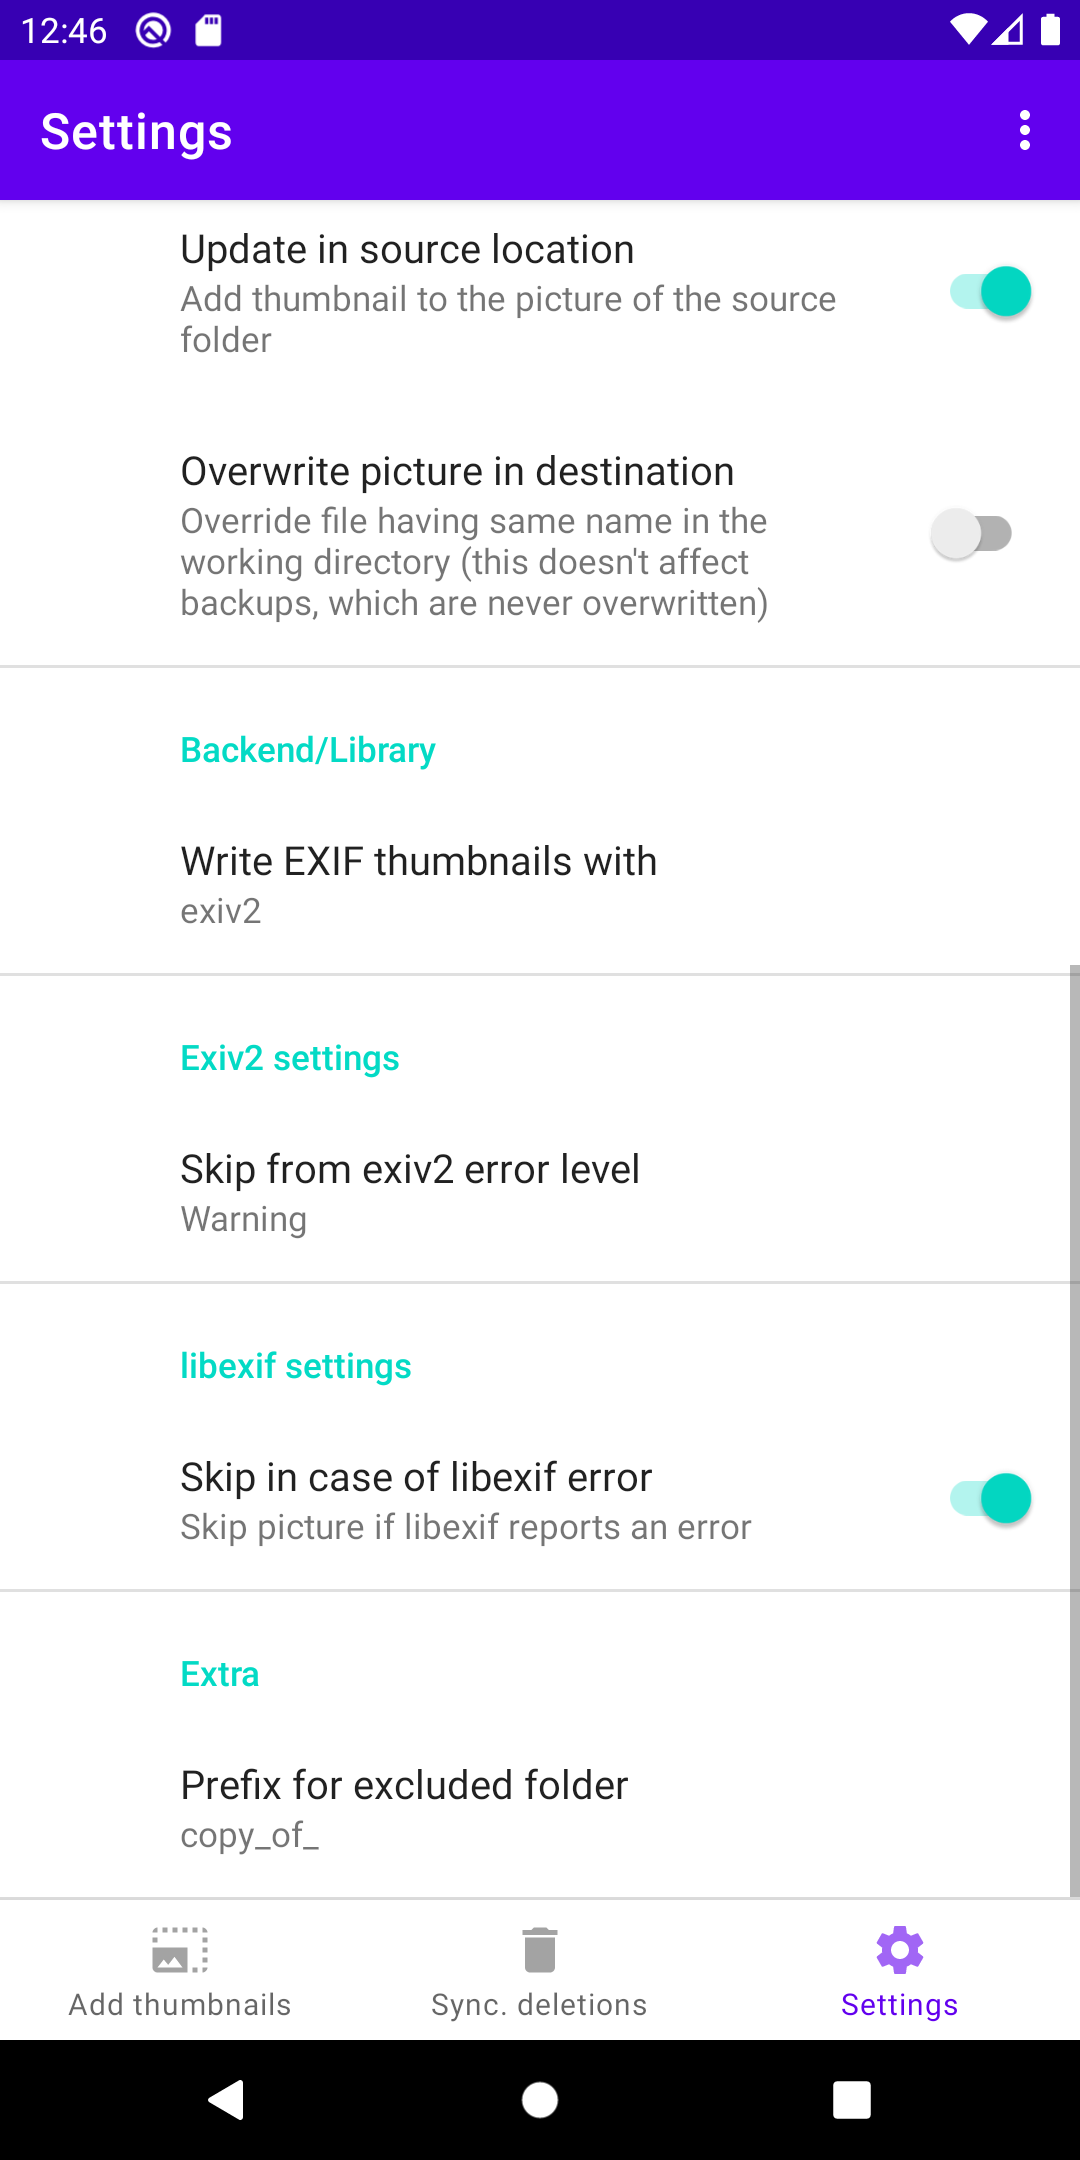 12:46
Settings
Update in source location
Add thumbnail to the picture of the source
folder
Overwrite picture in destination
Override file having same name in the
working directory (this doesn't affect
backups, which are never overwritten)
Backend/Library
Write EXIF thumbnails with
exiv2
Exiv2 settings
Skip from exiv2 error level
Warning
libexif settings
Skip in case of libexif error
Skip picture if libexif reports an error
Extra
Prefix for excluded folder
copy_of_
Add thumbnails
Sync. deletions
Settings